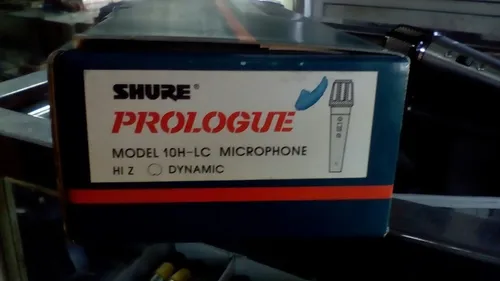 SHURE®
PROLOGUE
MODEL 10H-LC MICROPHONE
HI Z DYNAMIC